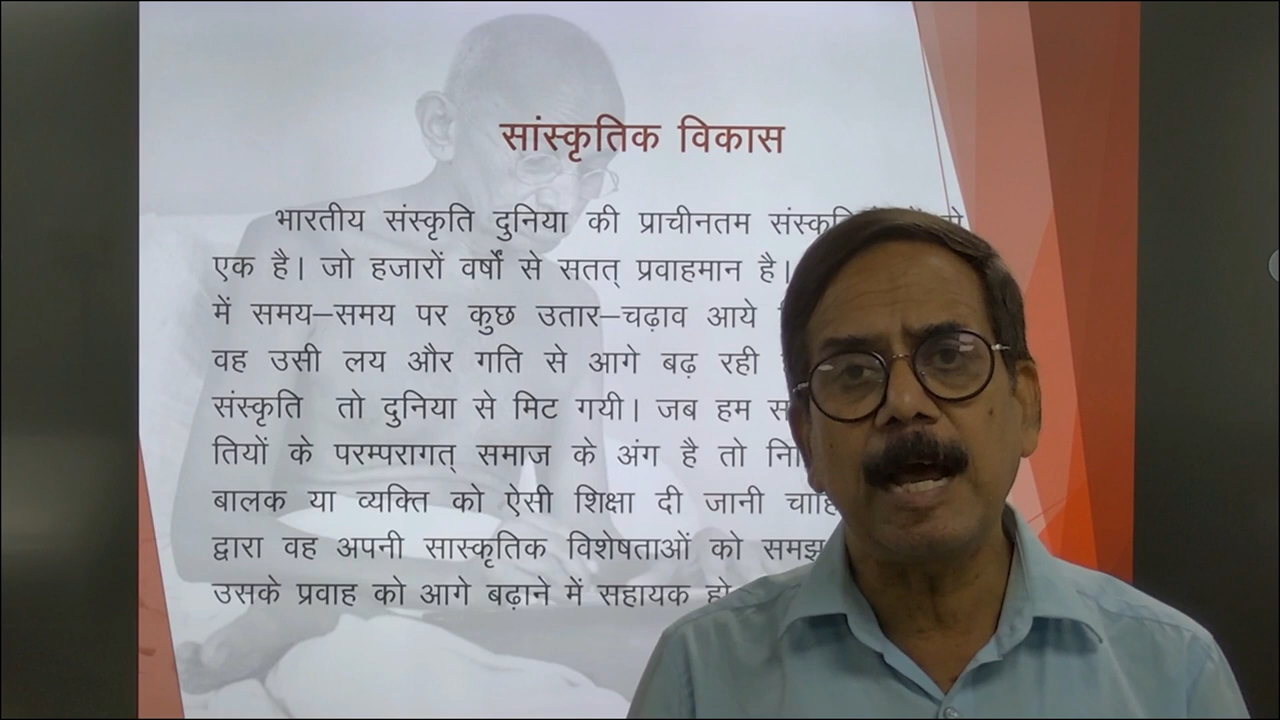 सांस्कृतिक विकास
भारतीय संस्कृति दुनिया की प्राचीनतम
एक है। जो हजारों वर्षों से सतत् प्रवाहमान है।
में समय–समय पर कुछ उतार–चढ़ाव आये
वह उसी लय और गति से आगे बढ़ रही
संस्कृति तो दुनिया से मिट गयी। जब हम
तियों के परम्परागत् समाज के अंग है तो
बालक या व्यक्ति को ऐसी शिक्षा दी जानी
द्वारा वह अपनी सास्कृतिक विशेषताओं को
उसके प्रवाह को आगे बढ़ाने में सहायक हो